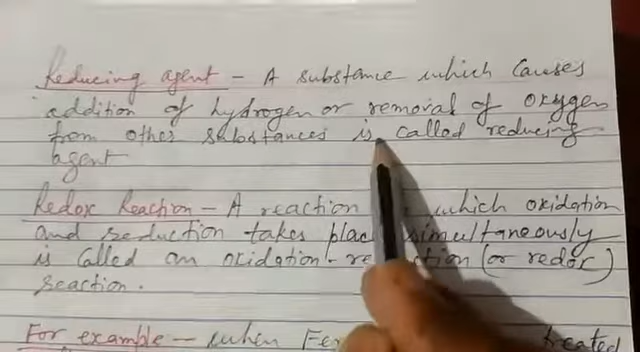 Reducing agent - A substance which causes
addition of hydrogen or removal of oxygen
from other substances is called reducing
agent
Redox Reaction - A reaction which oxidation
and reduction takes simultaneously
is called an oxidation - (or redox)
reaction.
For example - when treated